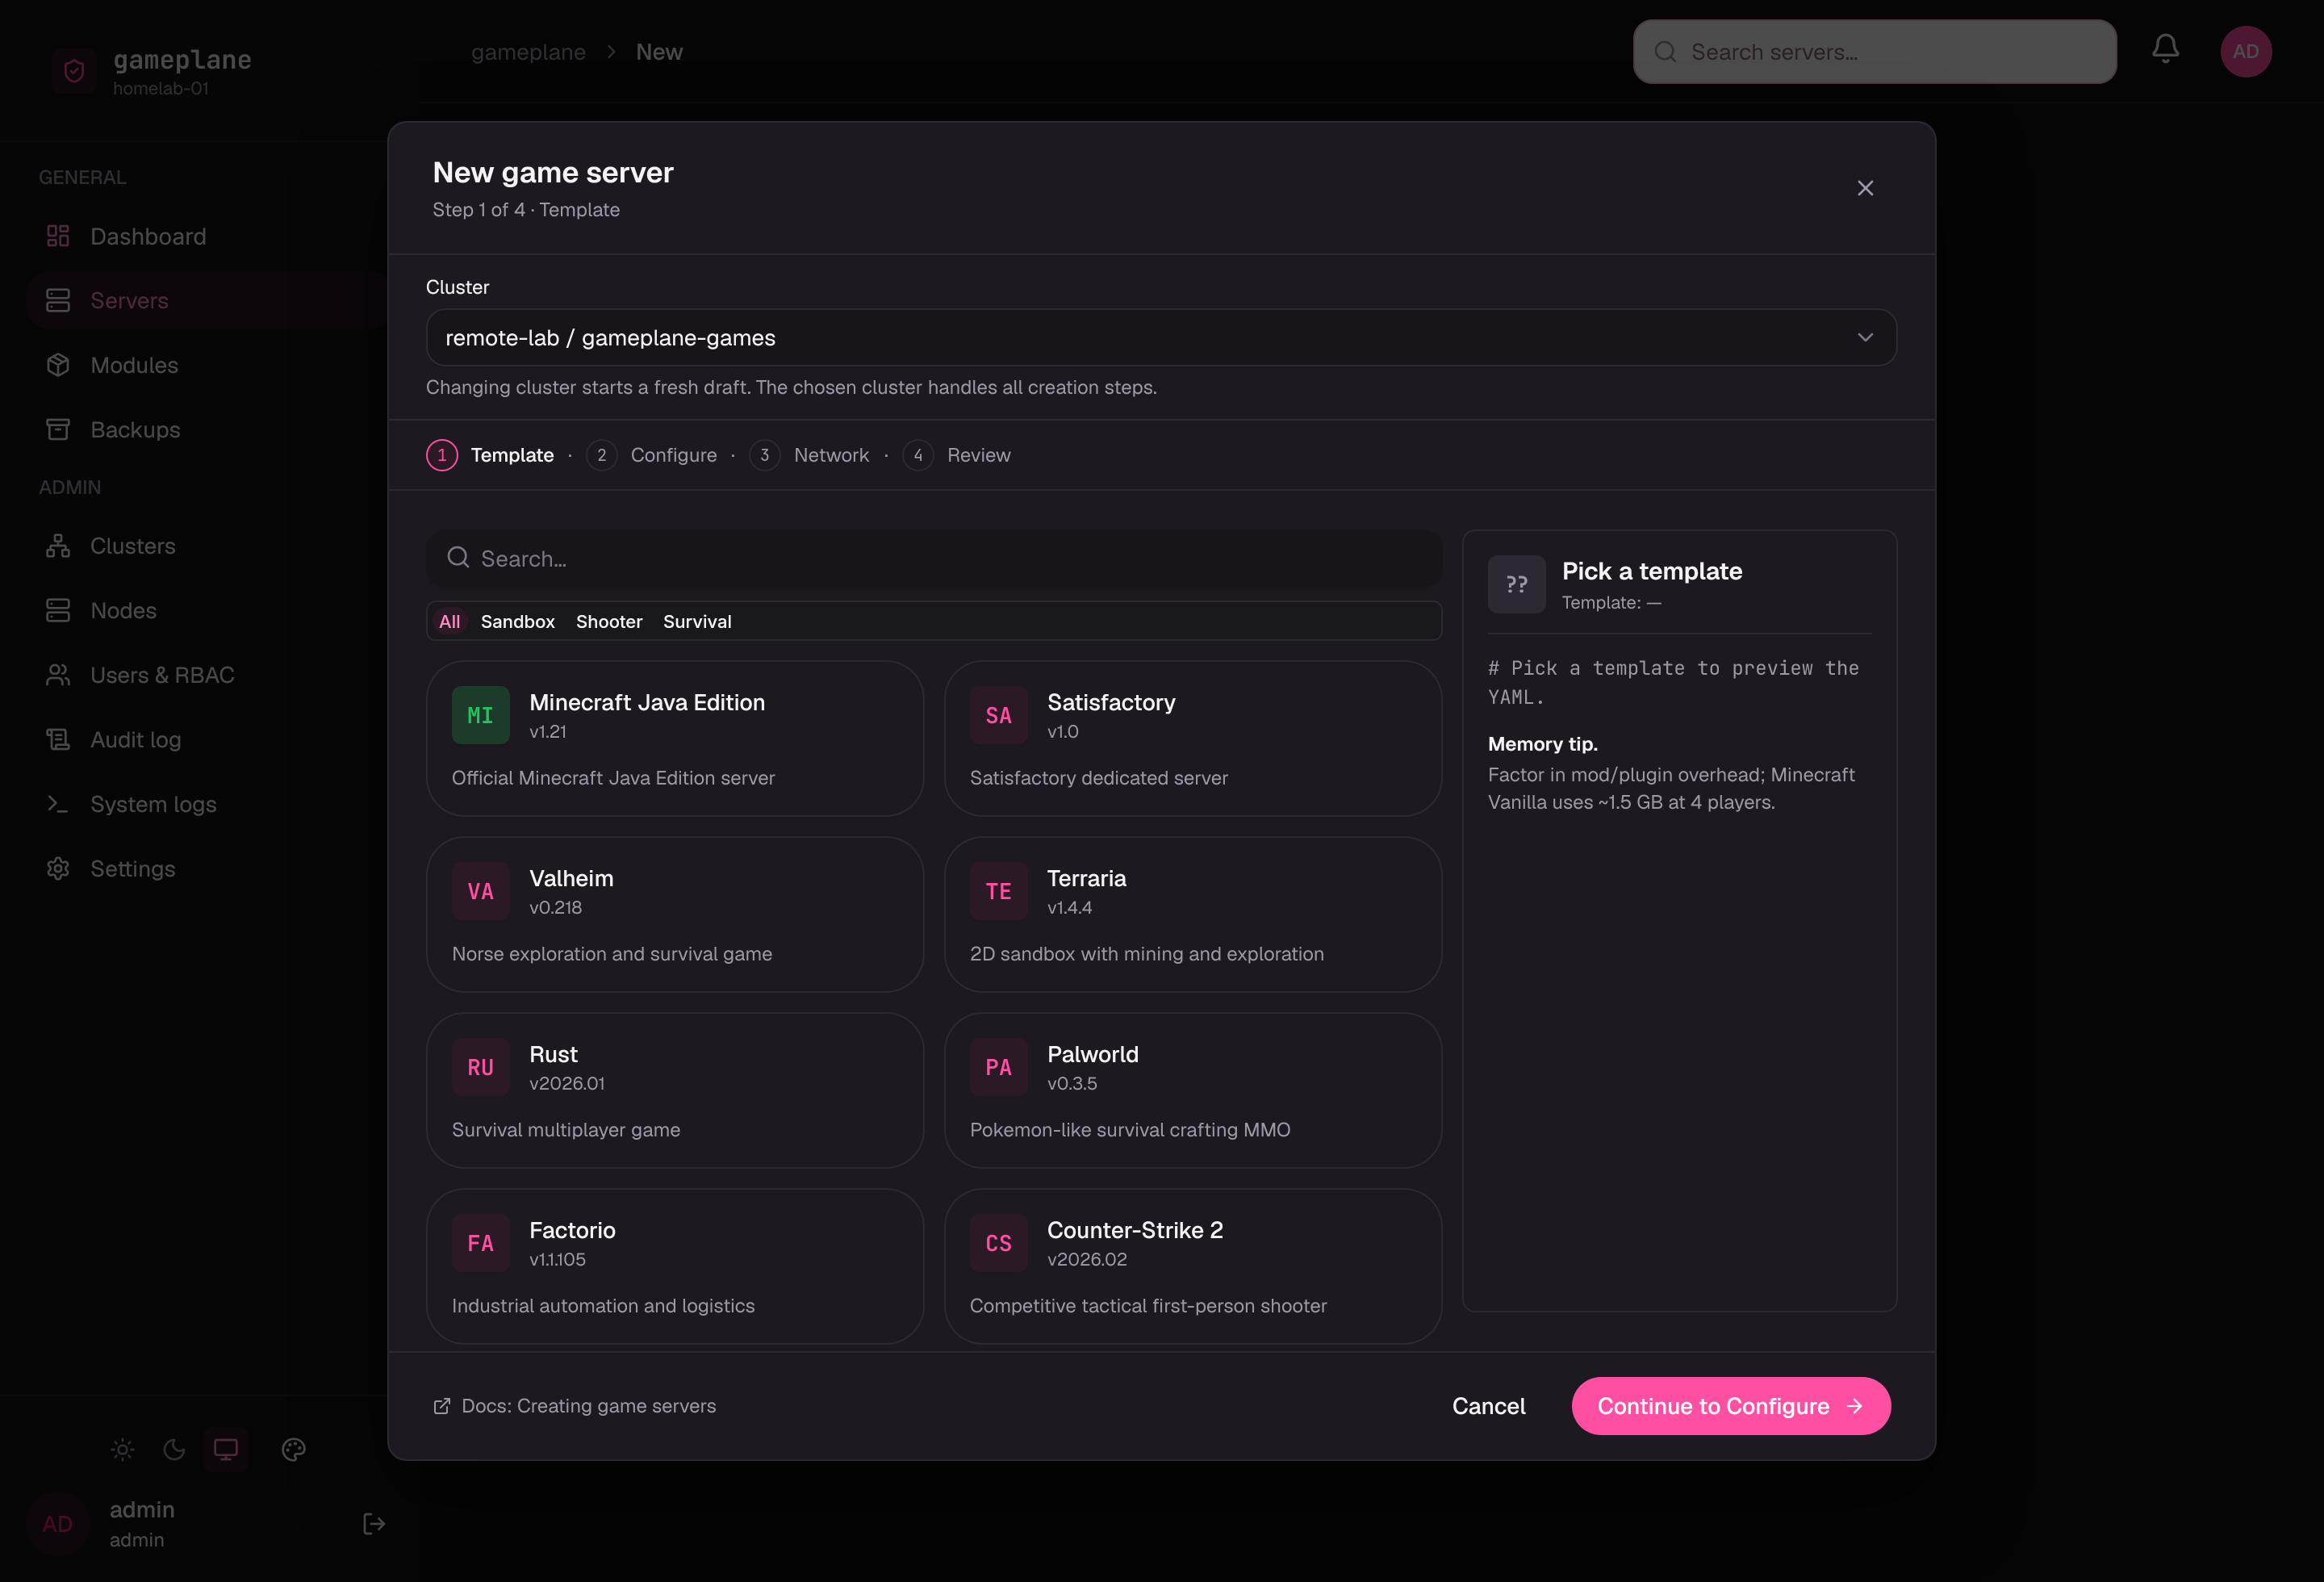 gameplane
homelab-01
GENERAL
Dashboard
Servers
Modules
Backups
ADMIN
Clusters
Nodes
Users & RBAC
Audit log
System logs
Settings
AD
admin
admin
gameplane > New
Search servers...
AD
New game server
Step 1 of 4 · Template
Cluster
remote-lab / gameplane-games
Changing cluster starts a fresh draft. The chosen cluster handles all creation steps.
1 Template · 2 Configure · 3 Network · 4 Review
Search...
All Sandbox Shooter Survival
MI
Minecraft Java Edition
v1.21
Official Minecraft Java Edition server
SA
Satisfactory
v1.0
Satisfactory dedicated server
VA
Valheim
v0.218
Norse exploration and survival game
TE
Terraria
v1.4.4
2D sandbox with mining and exploration
RU
Rust
v2026.01
Survival multiplayer game
PA
Palworld
v0.3.5
Pokemon-like survival crafting MMO
FA
Factorio
v1.1.105
Industrial automation and logistics
CS
Counter-Strike 2
v2026.02
Competitive tactical first-person shooter
??
Pick a template
Template: —
# Pick a template to preview the
YAML.
Memory tip.
Factor in mod/plugin overhead; Minecraft
Vanilla uses ~1.5 GB at 4 players.
Docs: Creating game servers
Cancel
Continue to Configure